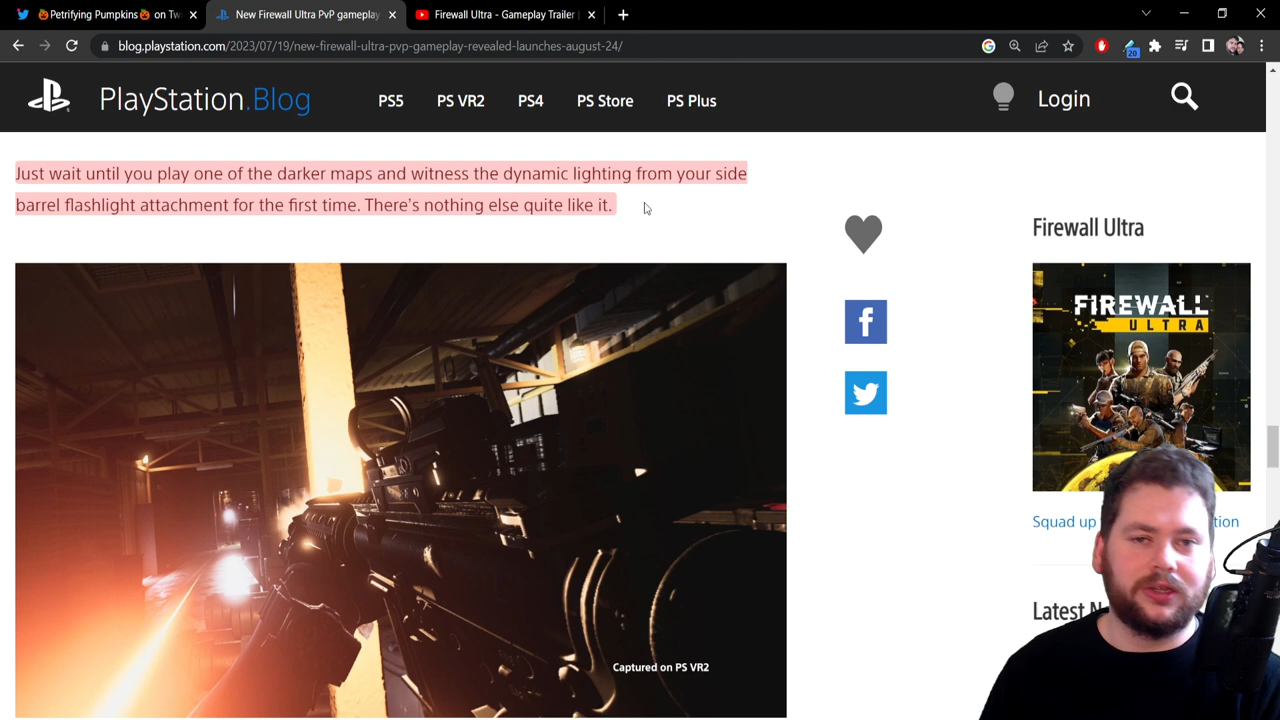 🎃Petrifying Pumpkins🎃 on Tw
New Firewall Ultra PvP gameplay
Firewall Ultra - Gameplay Trailer
blog.playstation.com/2023/07/19/new-firewall-ultra-pvp-gameplay-revealed-launches-august-24/
20
PlayStation.Blog
PS5
PS VR2
PS4
PS Store
PS Plus
Login
Just wait until you play one of the darker maps and witness the dynamic lighting from your side
barrel flashlight attachment for the first time. There's nothing else quite like it.
Captured on PS VR2
Firewall Ultra
FIREWALL
ULTRA
Squad up
tion
Latest N